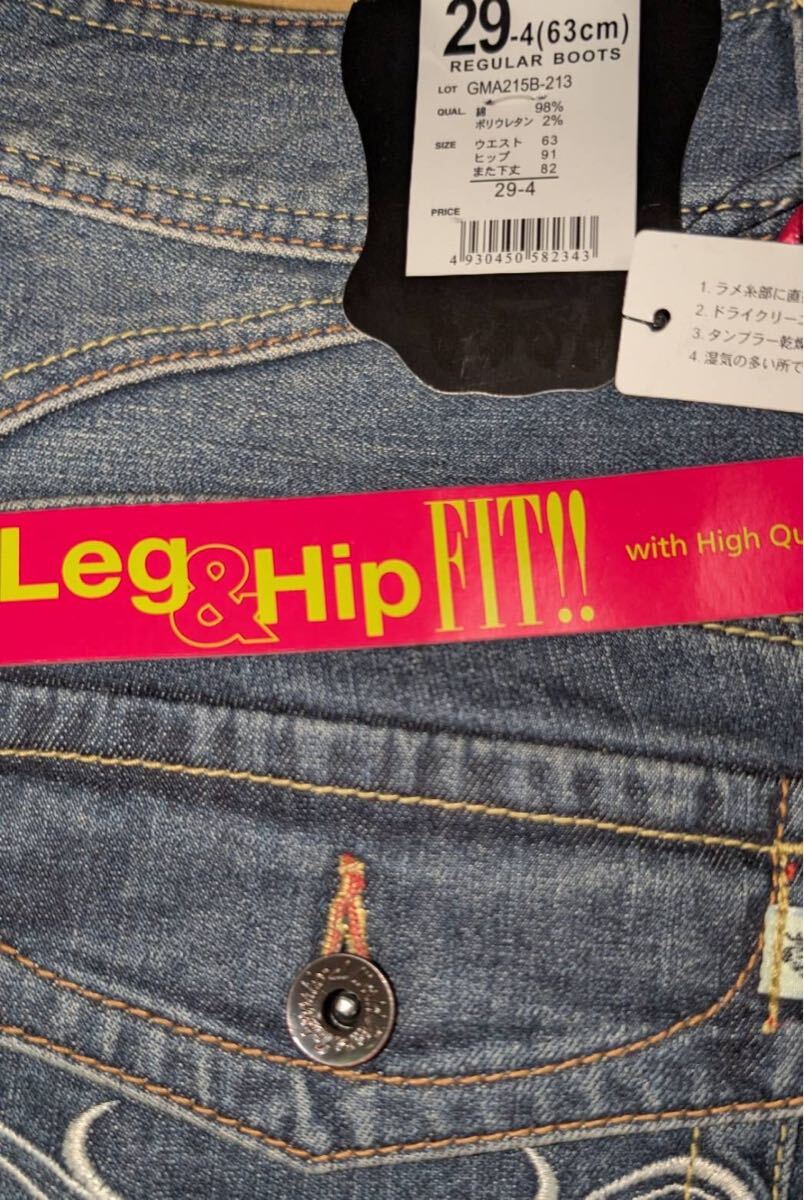 29-4(63cm)
REGULAR BOOTS
LOT GMA215B-213
QUAL. 綿 98%
ポリウレタン 2%
SIZE ウエスト 63
ヒップ 91
また下丈 82
29-4
PRICE
4 930450 582343
1. ラメ糸部に直
2. ドライクリー
3. タンブラー乾燥
4. 湿気の多い所で
Leg&Hip FIT!! with High Qu